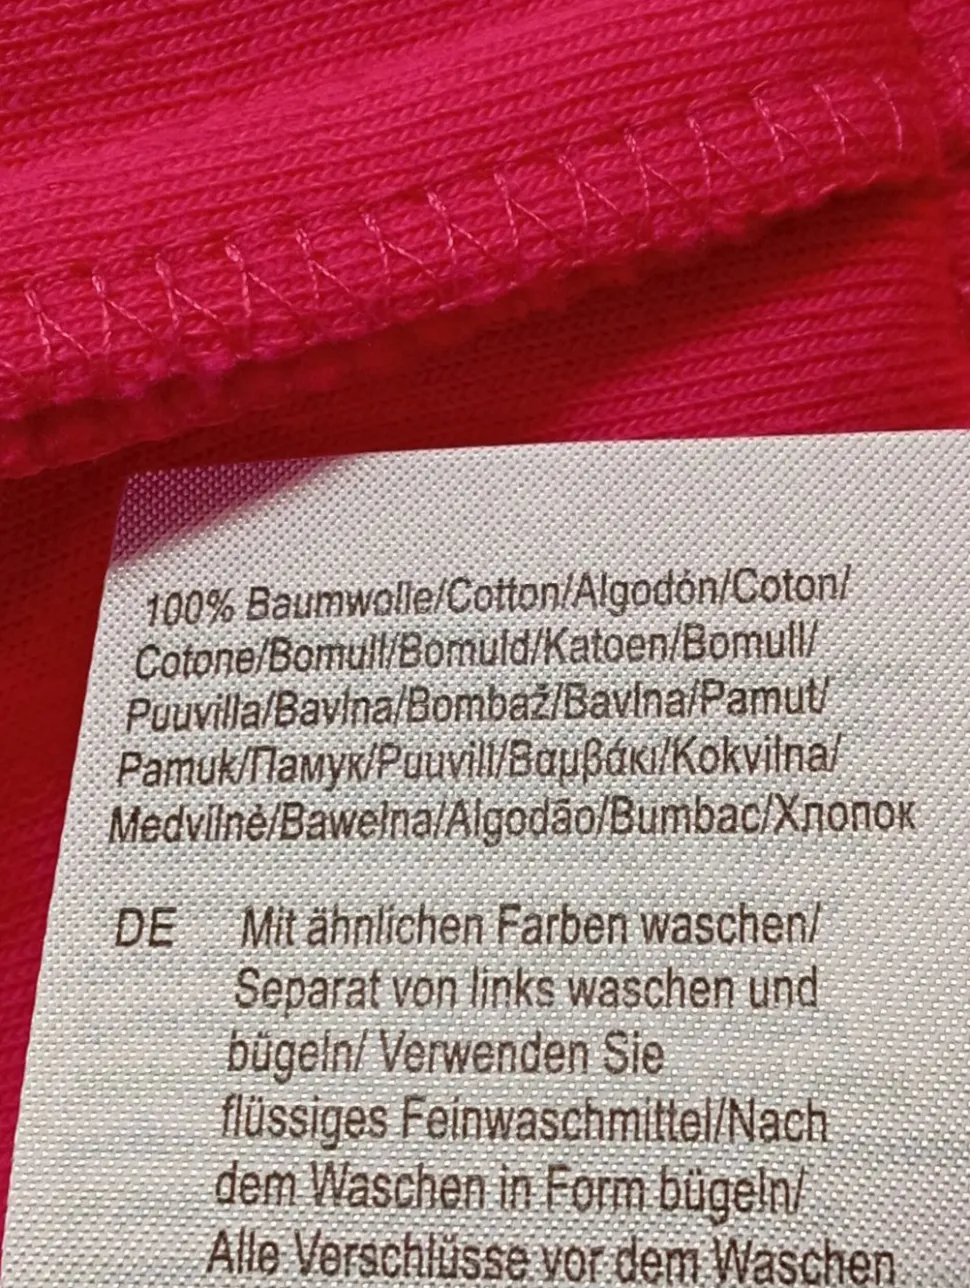 100% Baumwolle/Cotton/Algodón/Coton/
Cotone/Bomull/Bomuld/Katoen/Bomull/
Puuvilla/Bavlna/Bombaž/Bavlna/Pamut/
Pamuk/Памук/Puuvill/Βαμβάκι/Kokvilna/
Medvilnė/Bawełna/Algodão/Bumbac/Хлопок
DE Mit ähnlichen Farben waschen/
Separat von links waschen und
bügeln/ Verwenden Sie
flüssiges Feinwaschmittel/Nach
dem Waschen in Form bügeln/
Alle Verschlüsse vor dem Waschen